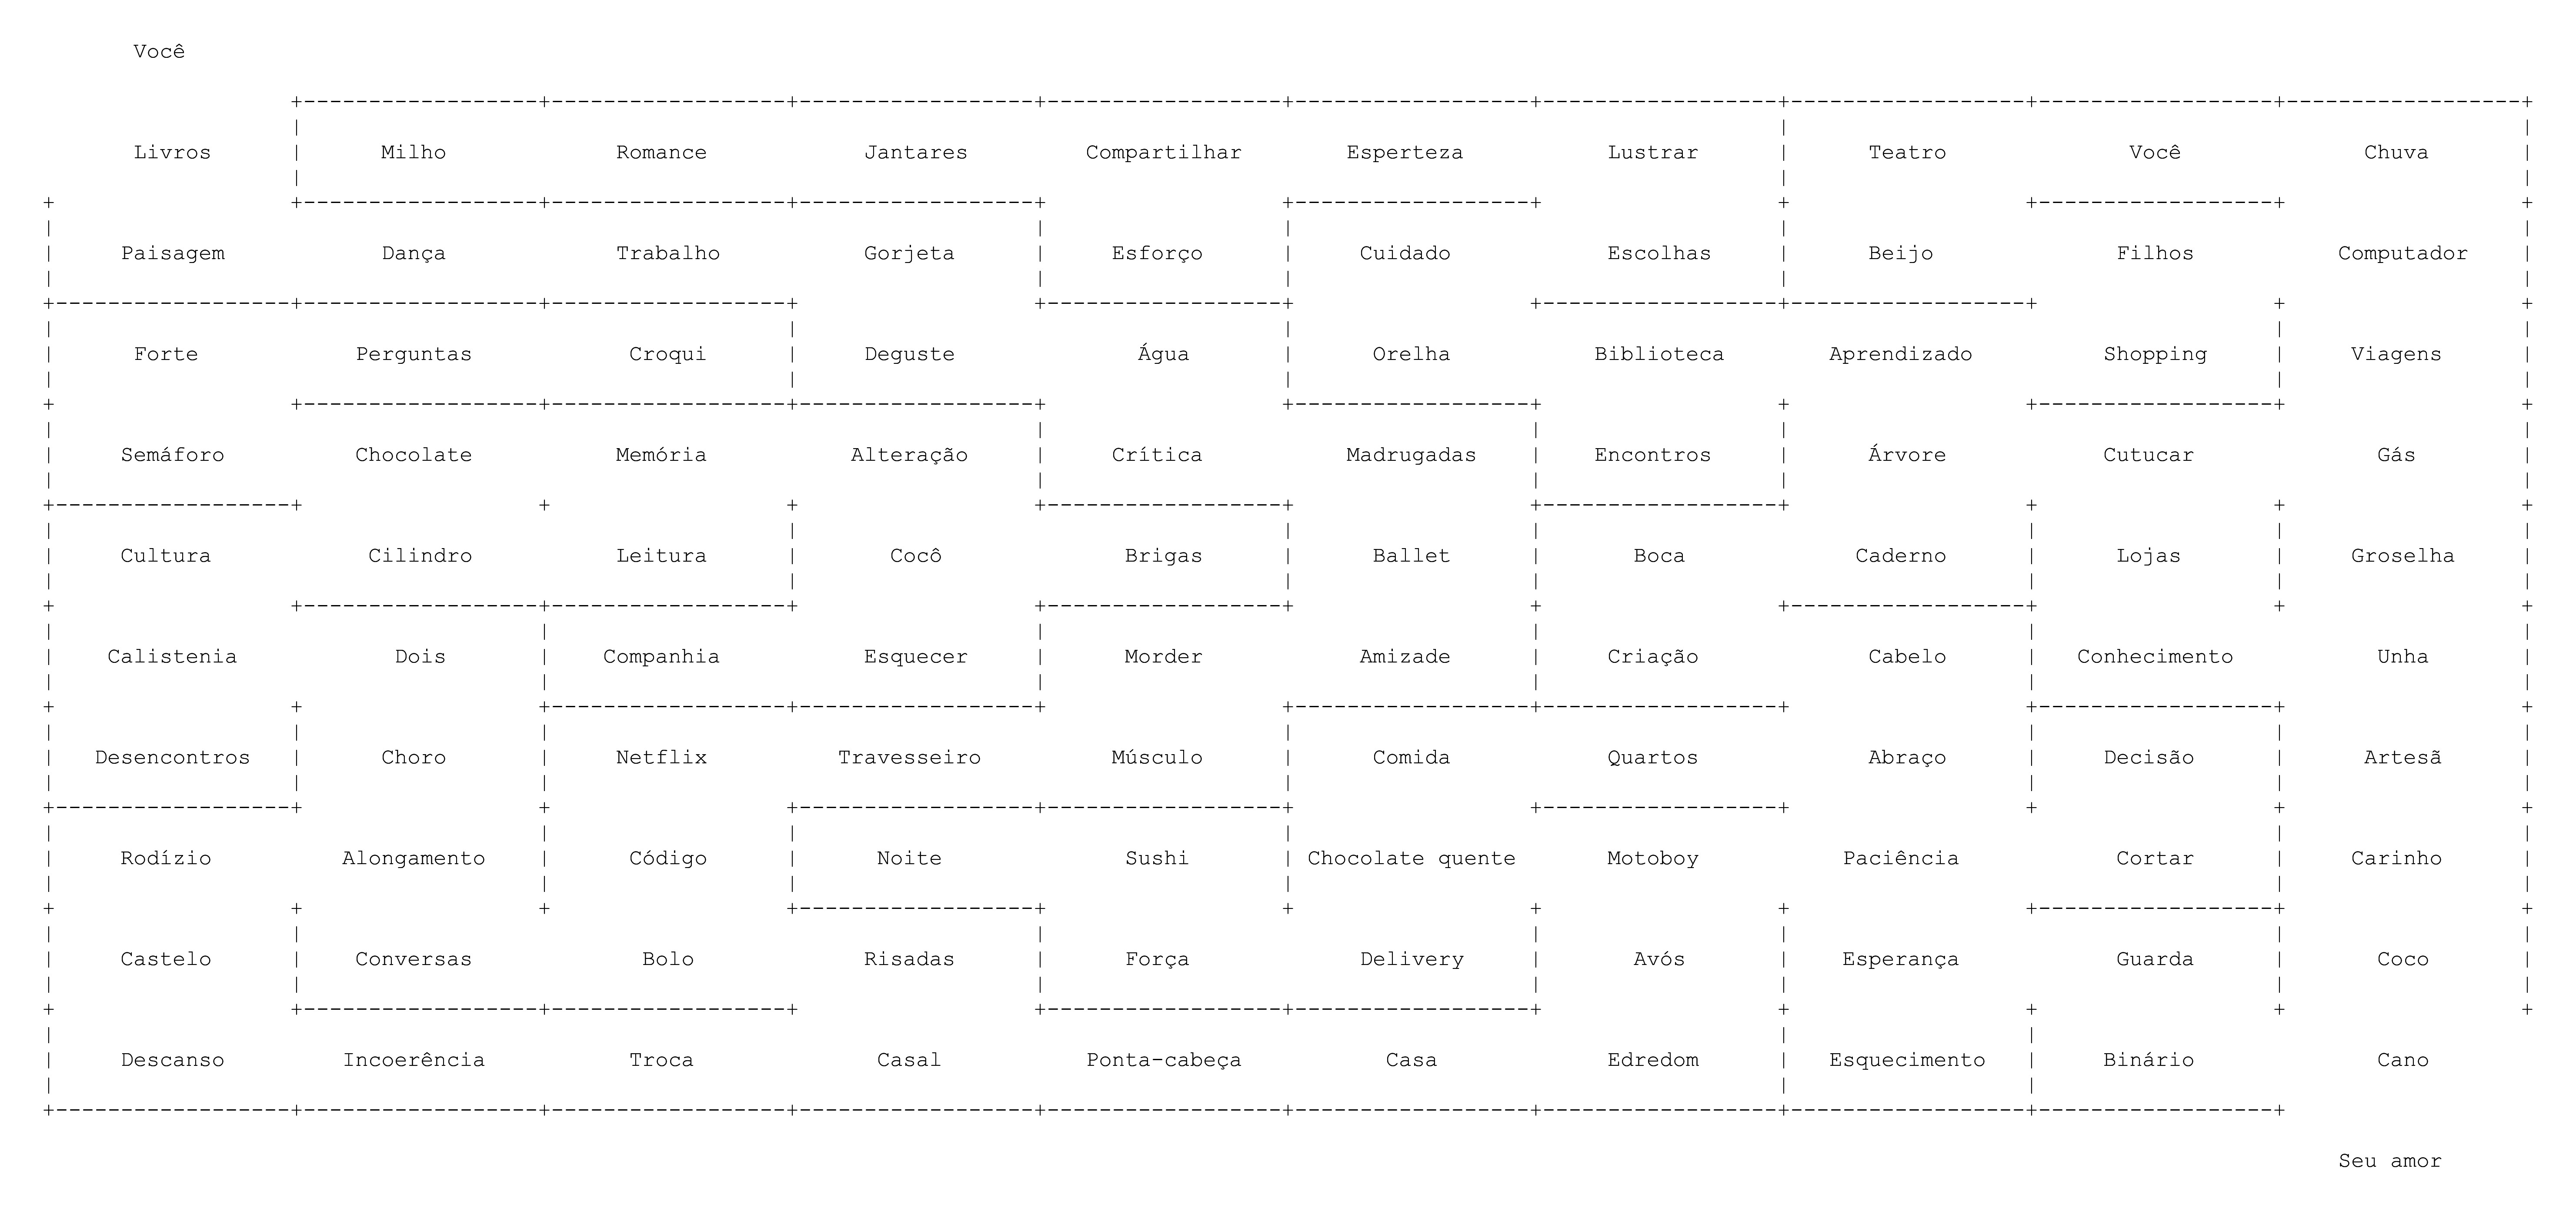 Você
Livros Milho Romance Jantares Compartilhar Esperteza Lustrar Teatro Você Chuva
Paisagem Dança Trabalho Gorjeta Esforço Cuidado Escolhas Beijo Filhos Computador
Forte Perguntas Croqui Deguste Água Orelha Biblioteca Aprendizado Shopping Viagens
Semáforo Chocolate Memória Alteração Crítica Madrugadas Encontros Árvore Cutucar Gás
Cultura Cilindro Leitura Cocô Brigas Ballet Boca Caderno Lojas Groselha
Calistenia Dois Companhia Esquecer Morder Amizade Criação Cabelo Conhecimento Unha
Desencontros Choro Netflix Travesseiro Músculo Comida Quartos Abraço Decisão Artesã
Rodízio Alongamento Código Noite Sushi Chocolate quente Motoboy Paciência Cortar Carinho
Castelo Conversas Bolo Risadas Força Delivery Avós Esperança Guarda Coco
Descanso Incoerência Troca Casal Ponta-cabeça Casa Edredom Esquecimento Binário Cano
Seu amor